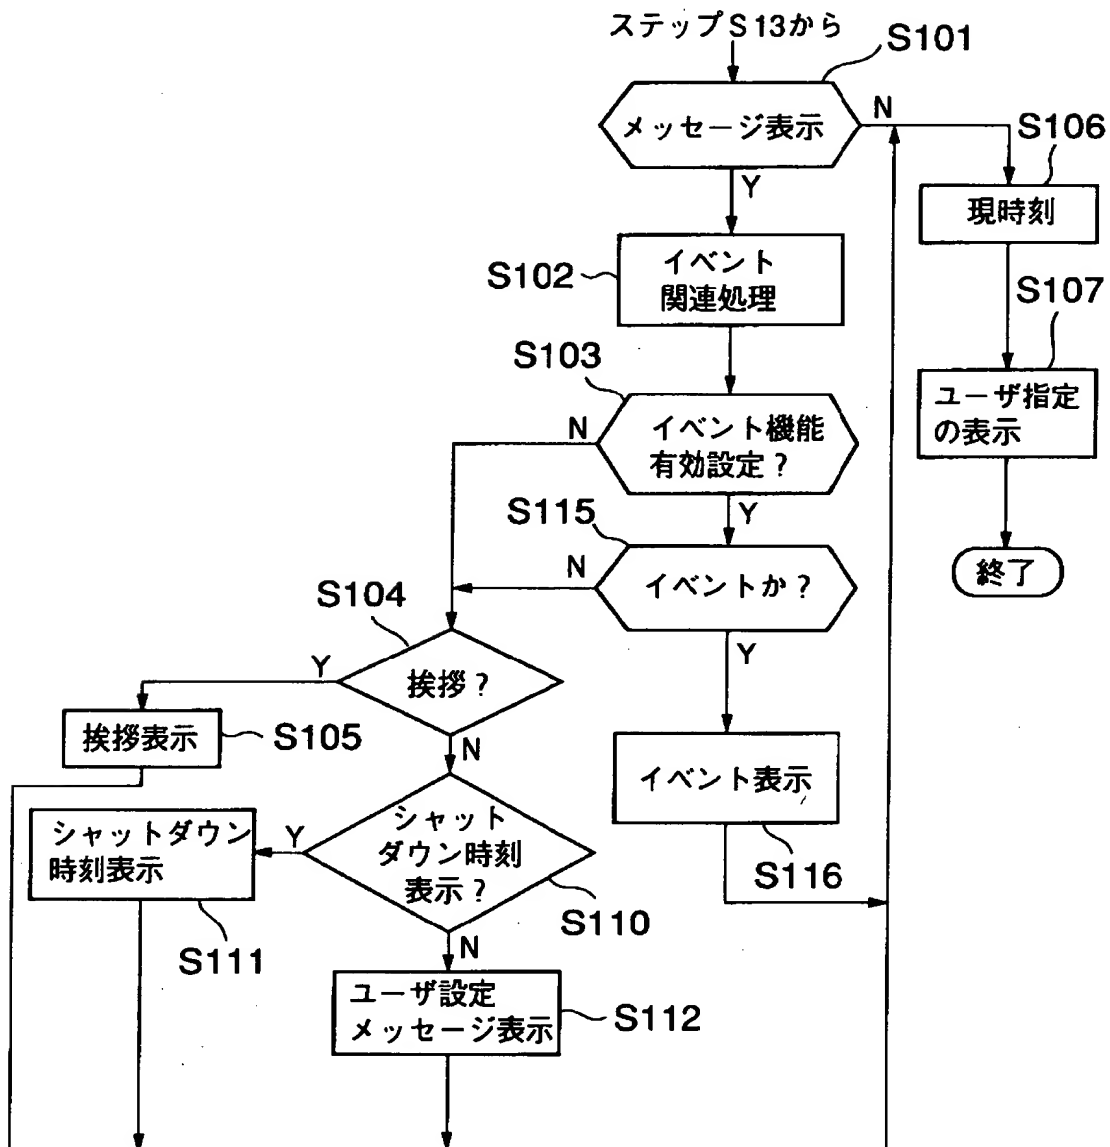 ステップS13から
S101
メッセージ表示
N
Y
S106
現時刻
S102
イベント
関連処理
S107
ユーザ指定
の表示
S103
N
イベント機能
有効設定?
Y
終了
S115
N
イベントか?
Y
S104
Y
挨拶?
N
挨拶表示
S105
イベント表示
S116
シャットダウン
時刻表示
Y
シャット
ダウン時刻
表示?
S110
N
S111
ユーザ設定
メッセージ表示
S112